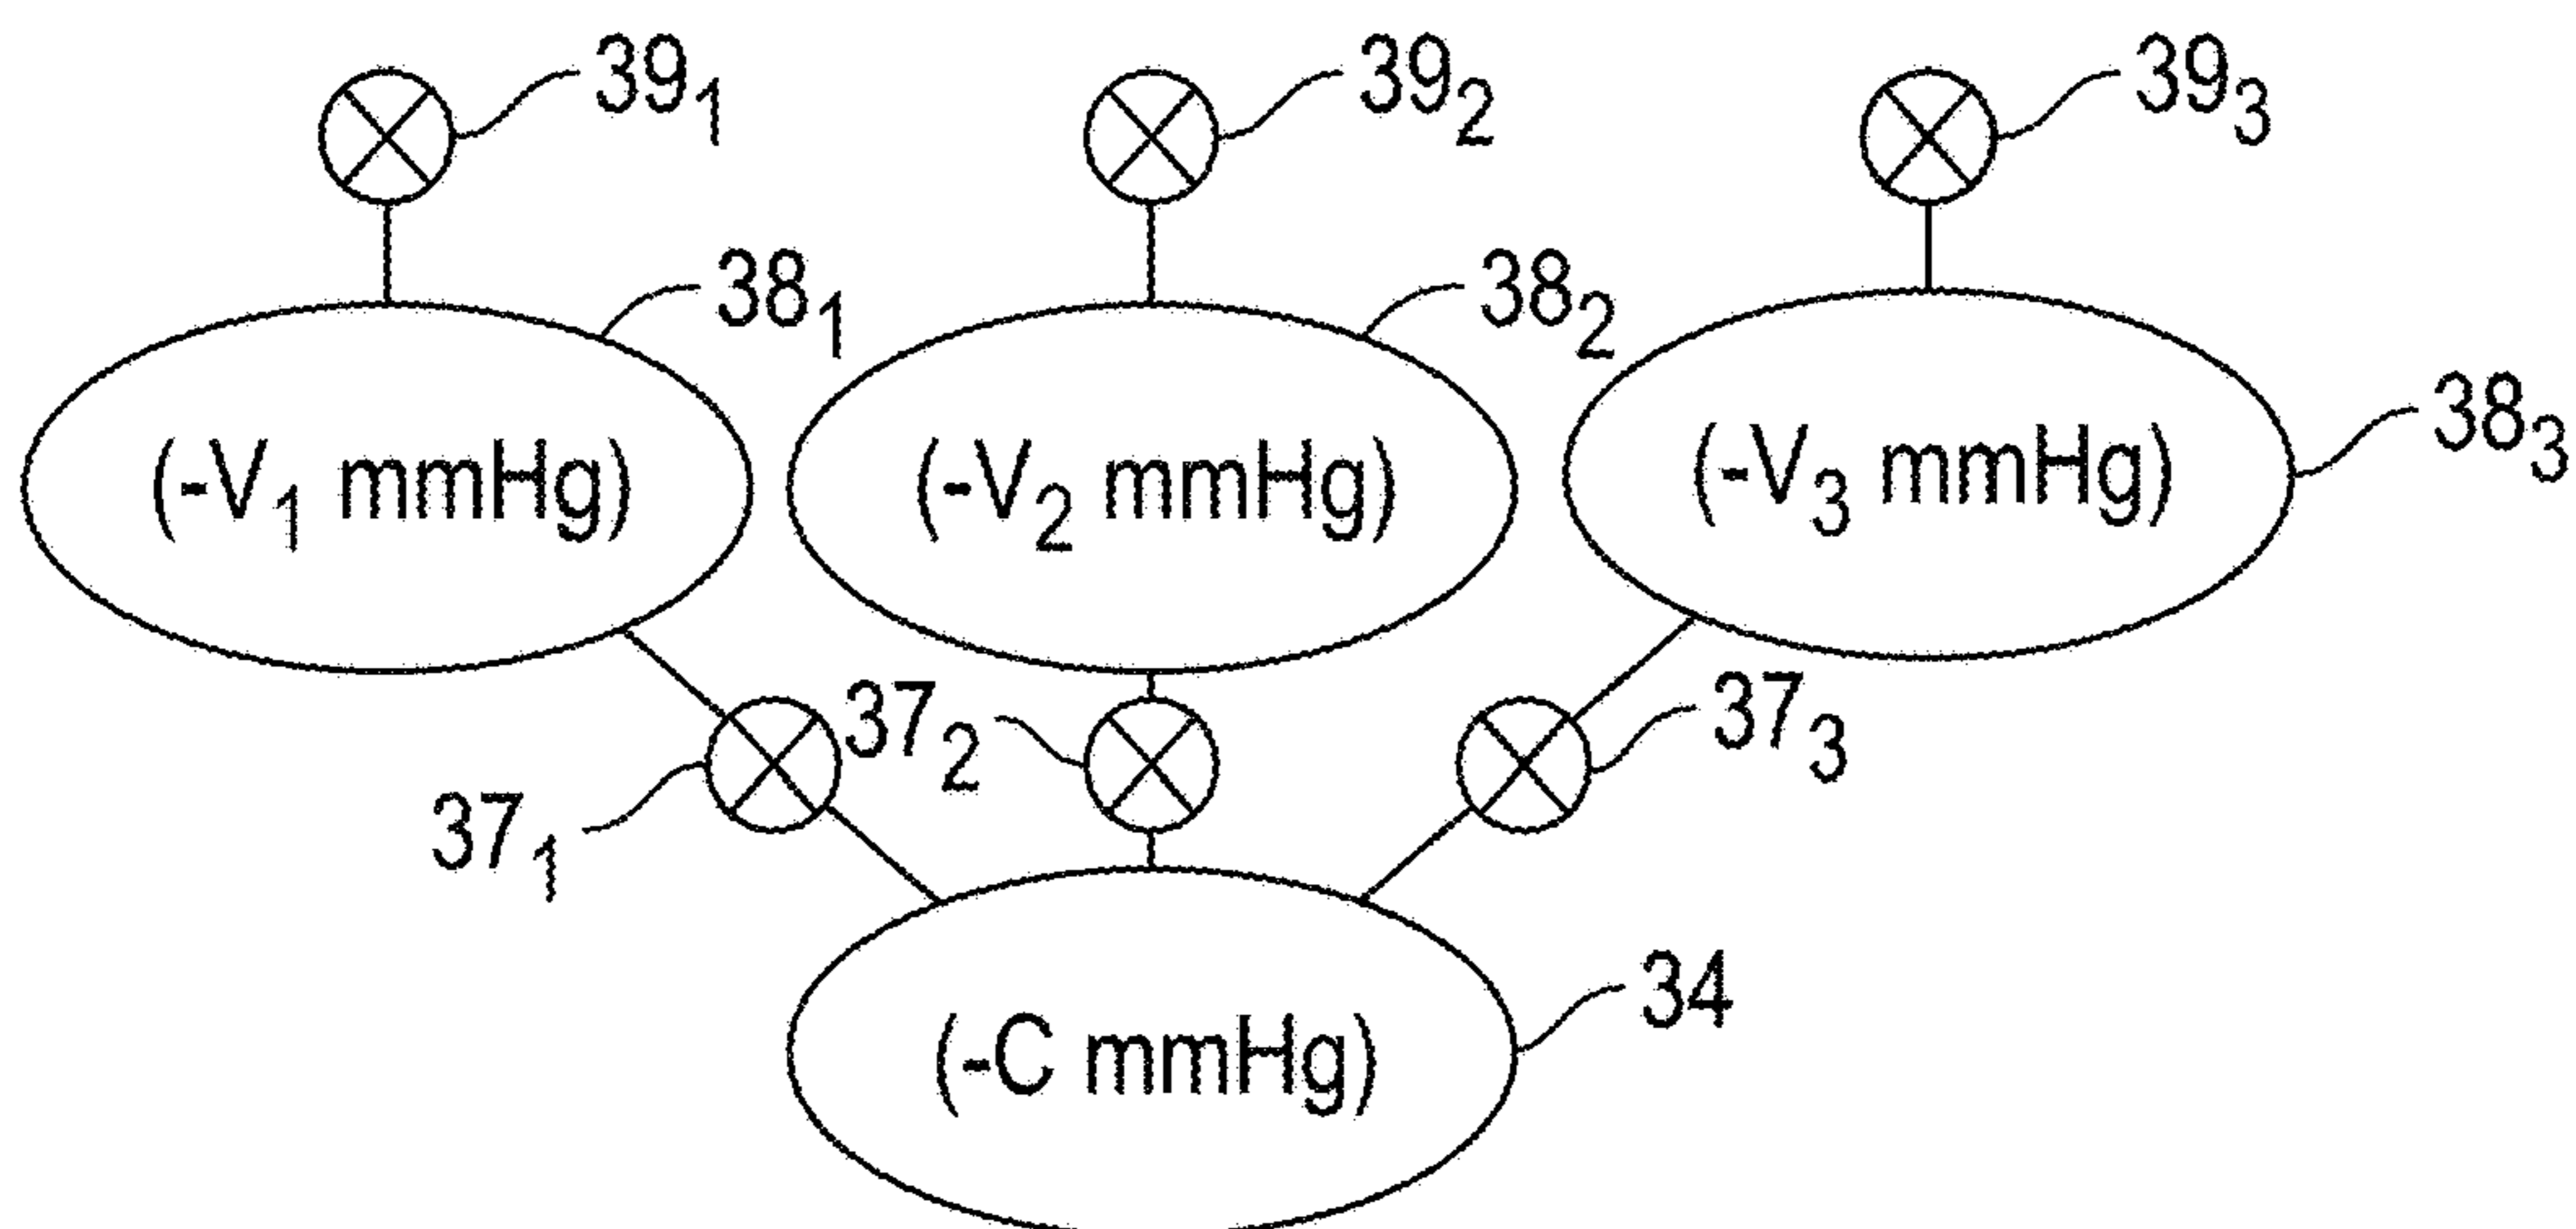 39₁ 39₂ 39₃
38₁ 38₂
38₃
(-V₁ mmHg) (-V₂ mmHg) (-V₃ mmHg)
37₂ 37₃
37₁
34
(-C mmHg)